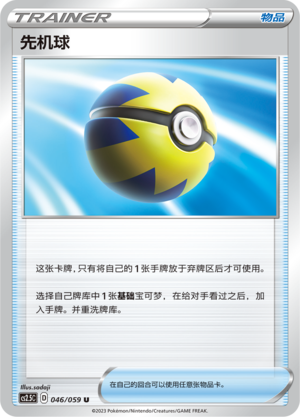 TRAINER
物品
先机球
这张卡牌,只有将自己的1张手牌放于弃牌区后才可使用。
选择自己牌库中1张基础宝可梦,在给对手看过之后,加
入手牌。并重洗牌库。
Illus.sadaji
在自己的回合可以使用任意张物品卡。
CS2.5C D 046/059 U
©2023 Pokémon/Nintendo/Creatures/GAME FREAK.